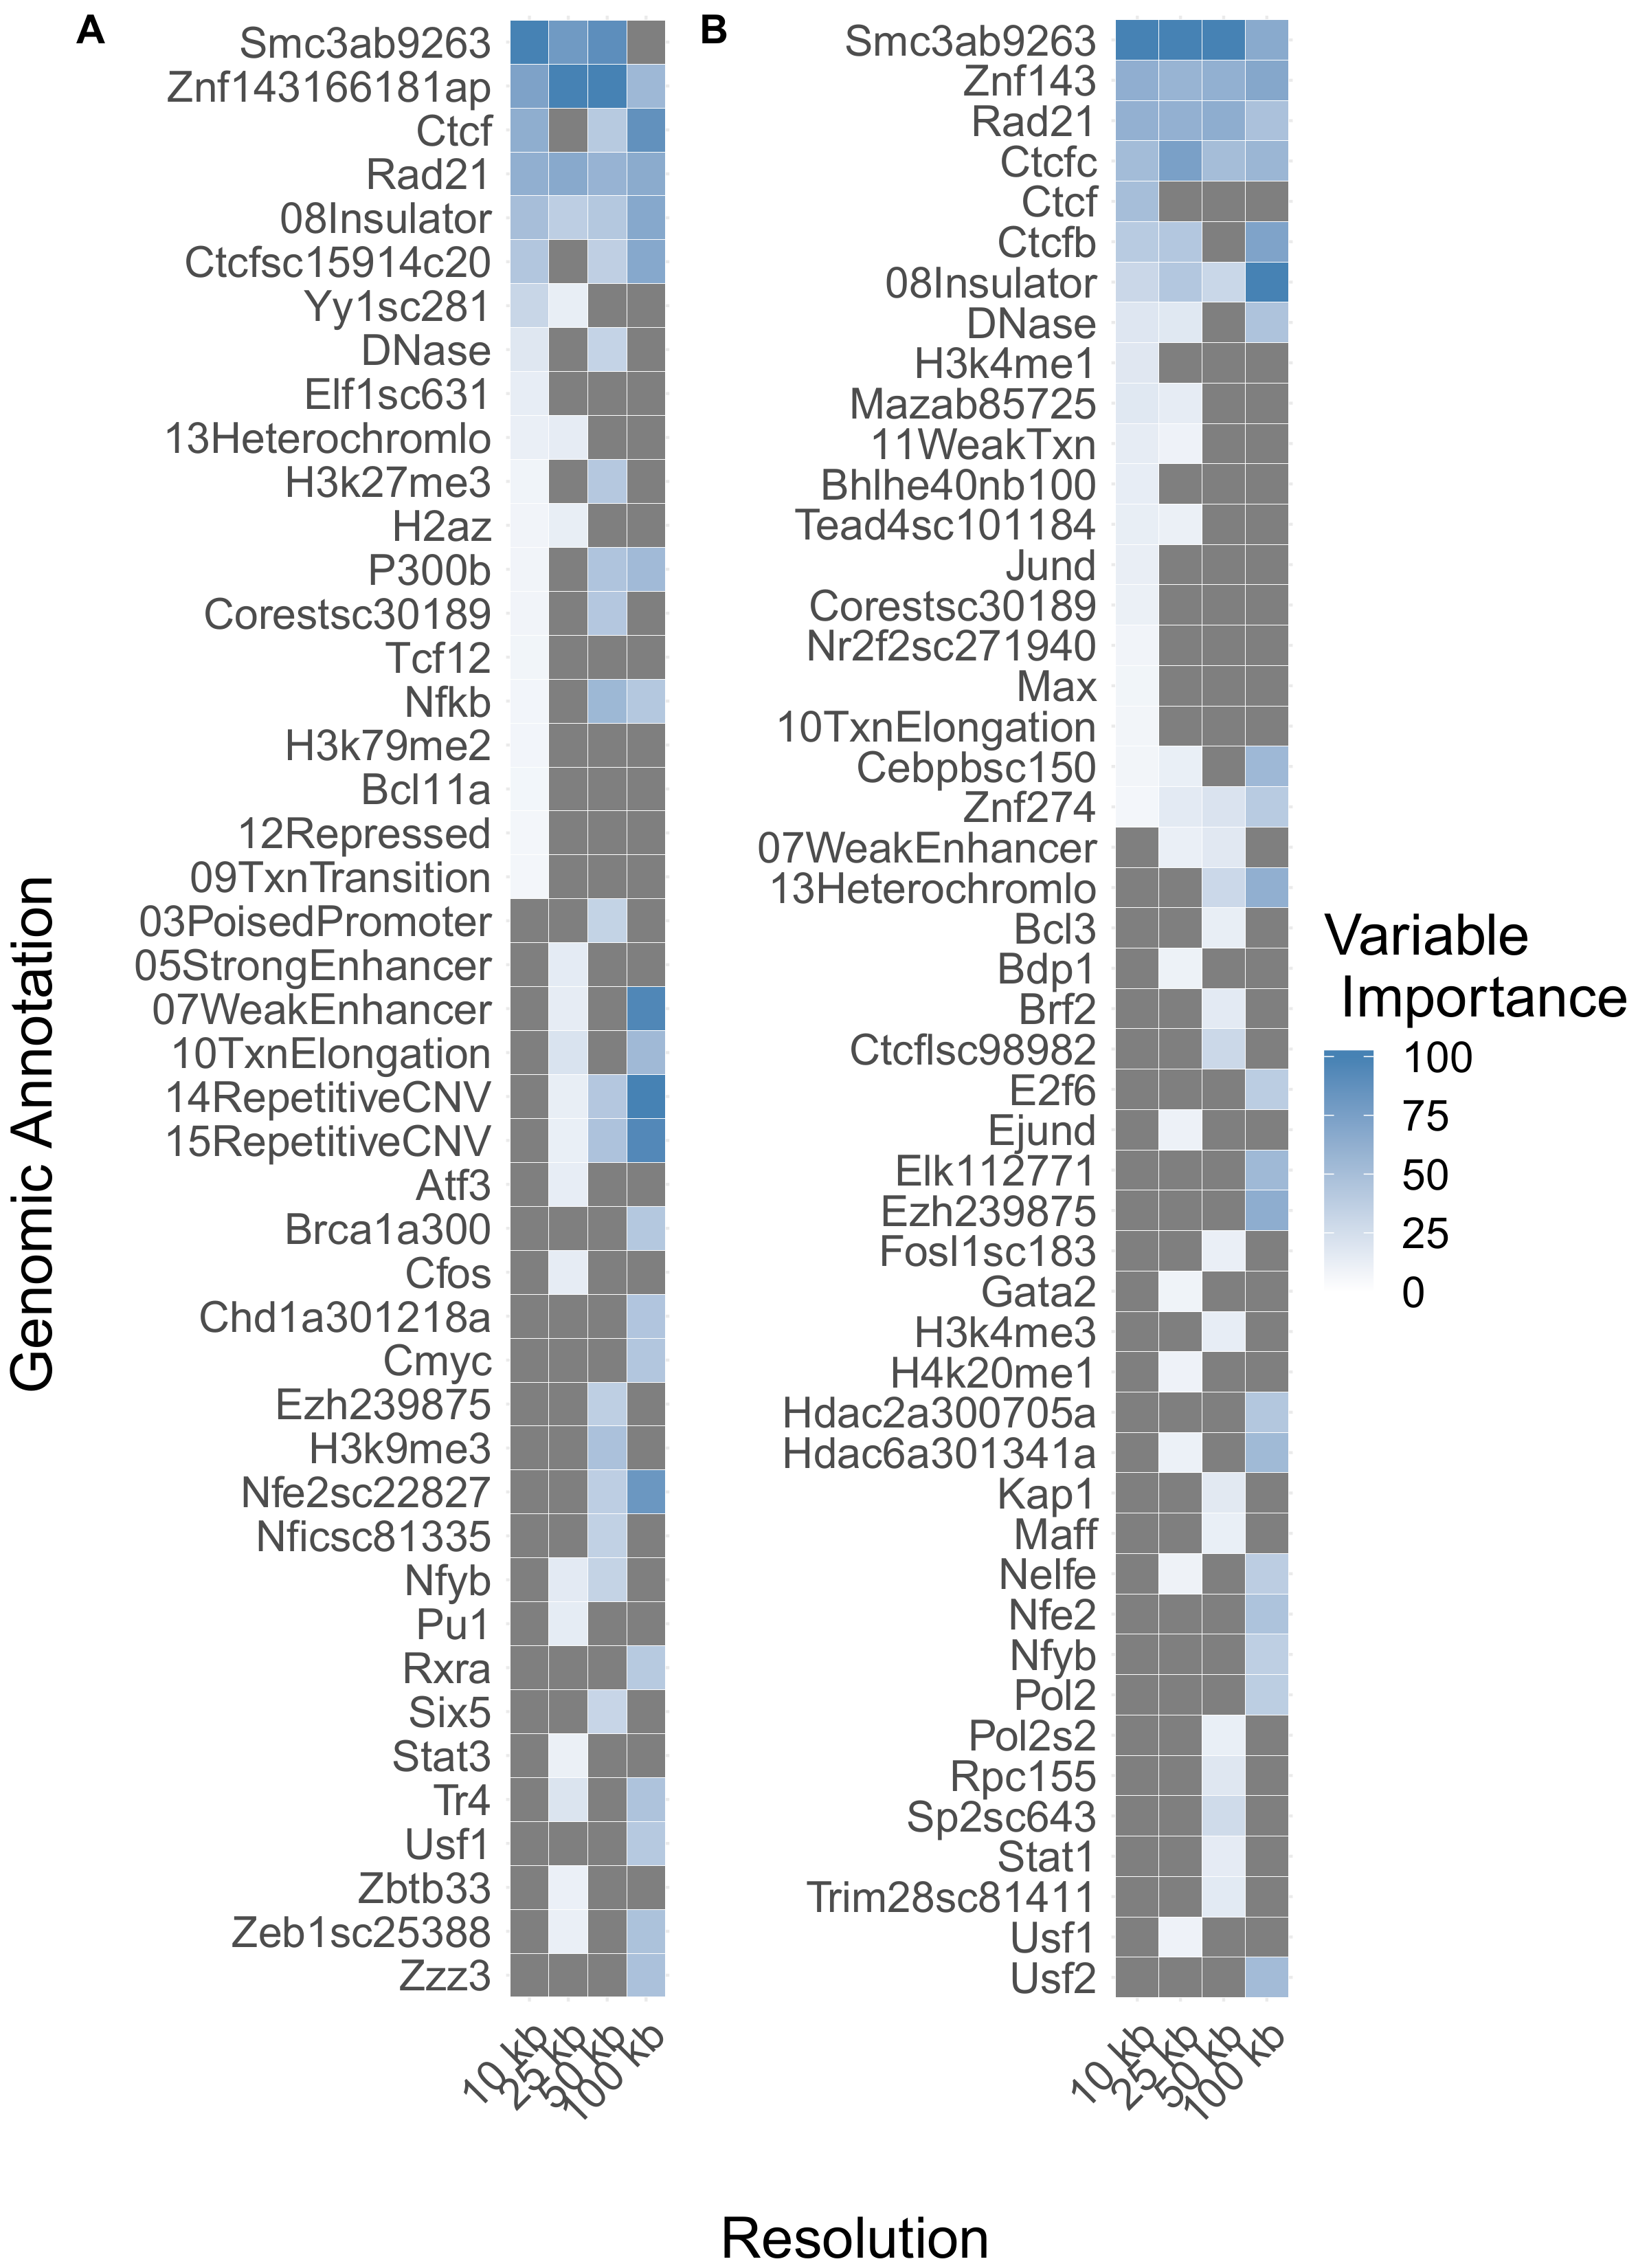 A
Smc3ab9263
Znf143166181ap
Ctcf
Rad21
08Insulator
Ctcfsc15914c20
Yy1sc281
DNase
Elf1sc631
13Heterochromlo
H3k27me3
H2az
P300b
Corestsc30189
Tcf12
Nfkb
H3k79me2
Bcl11a
12Repressed
09TxnTransition
03PoisedPromoter
05StrongEnhancer
07WeakEnhancer
10TxnElongation
14RepetitiveCNV
15RepetitiveCNV
Atf3
Brca1a300
Cfos
Chd1a301218a
Cmyc
Ezh239875
H3k9me3
Nfe2sc22827
Nficsc81335
Nfyb
Pu1
Rxra
Six5
Stat3
Tr4
Usf1
Zbtb33
Zeb1sc25388
Zzz3
10 kb
25 kb
50 kb
100 kb
B
Smc3ab9263
Znf143
Rad21
Ctcfc
Ctcf
Ctcfb
08Insulator
DNase
H3k4me1
Mazab85725
11WeakTxn
Bhlhe40nb100
Tead4sc101184
Jund
Corestsc30189
Nr2f2sc271940
Max
10TxnElongation
Cebpbsc150
Znf274
07WeakEnhancer
13Heterochromlo
Bcl3
Bdp1
Brf2
Ctcflsc98982
E2f6
Ejund
Elk112771
Ezh239875
Fosl1sc183
Gata2
H3k4me3
H4k20me1
Hdac2a300705a
Hdac6a301341a
Kap1
Maff
Nelfe
Nfe2
Nfyb
Pol2
Pol2s2
Rpc155
Sp2sc643
Stat1
Trim28sc81411
Usf1
Usf2
10 kb
25 kb
50 kb
100 kb
Genomic Annotation
Resolution
Variable
Importance
100
75
50
25
0